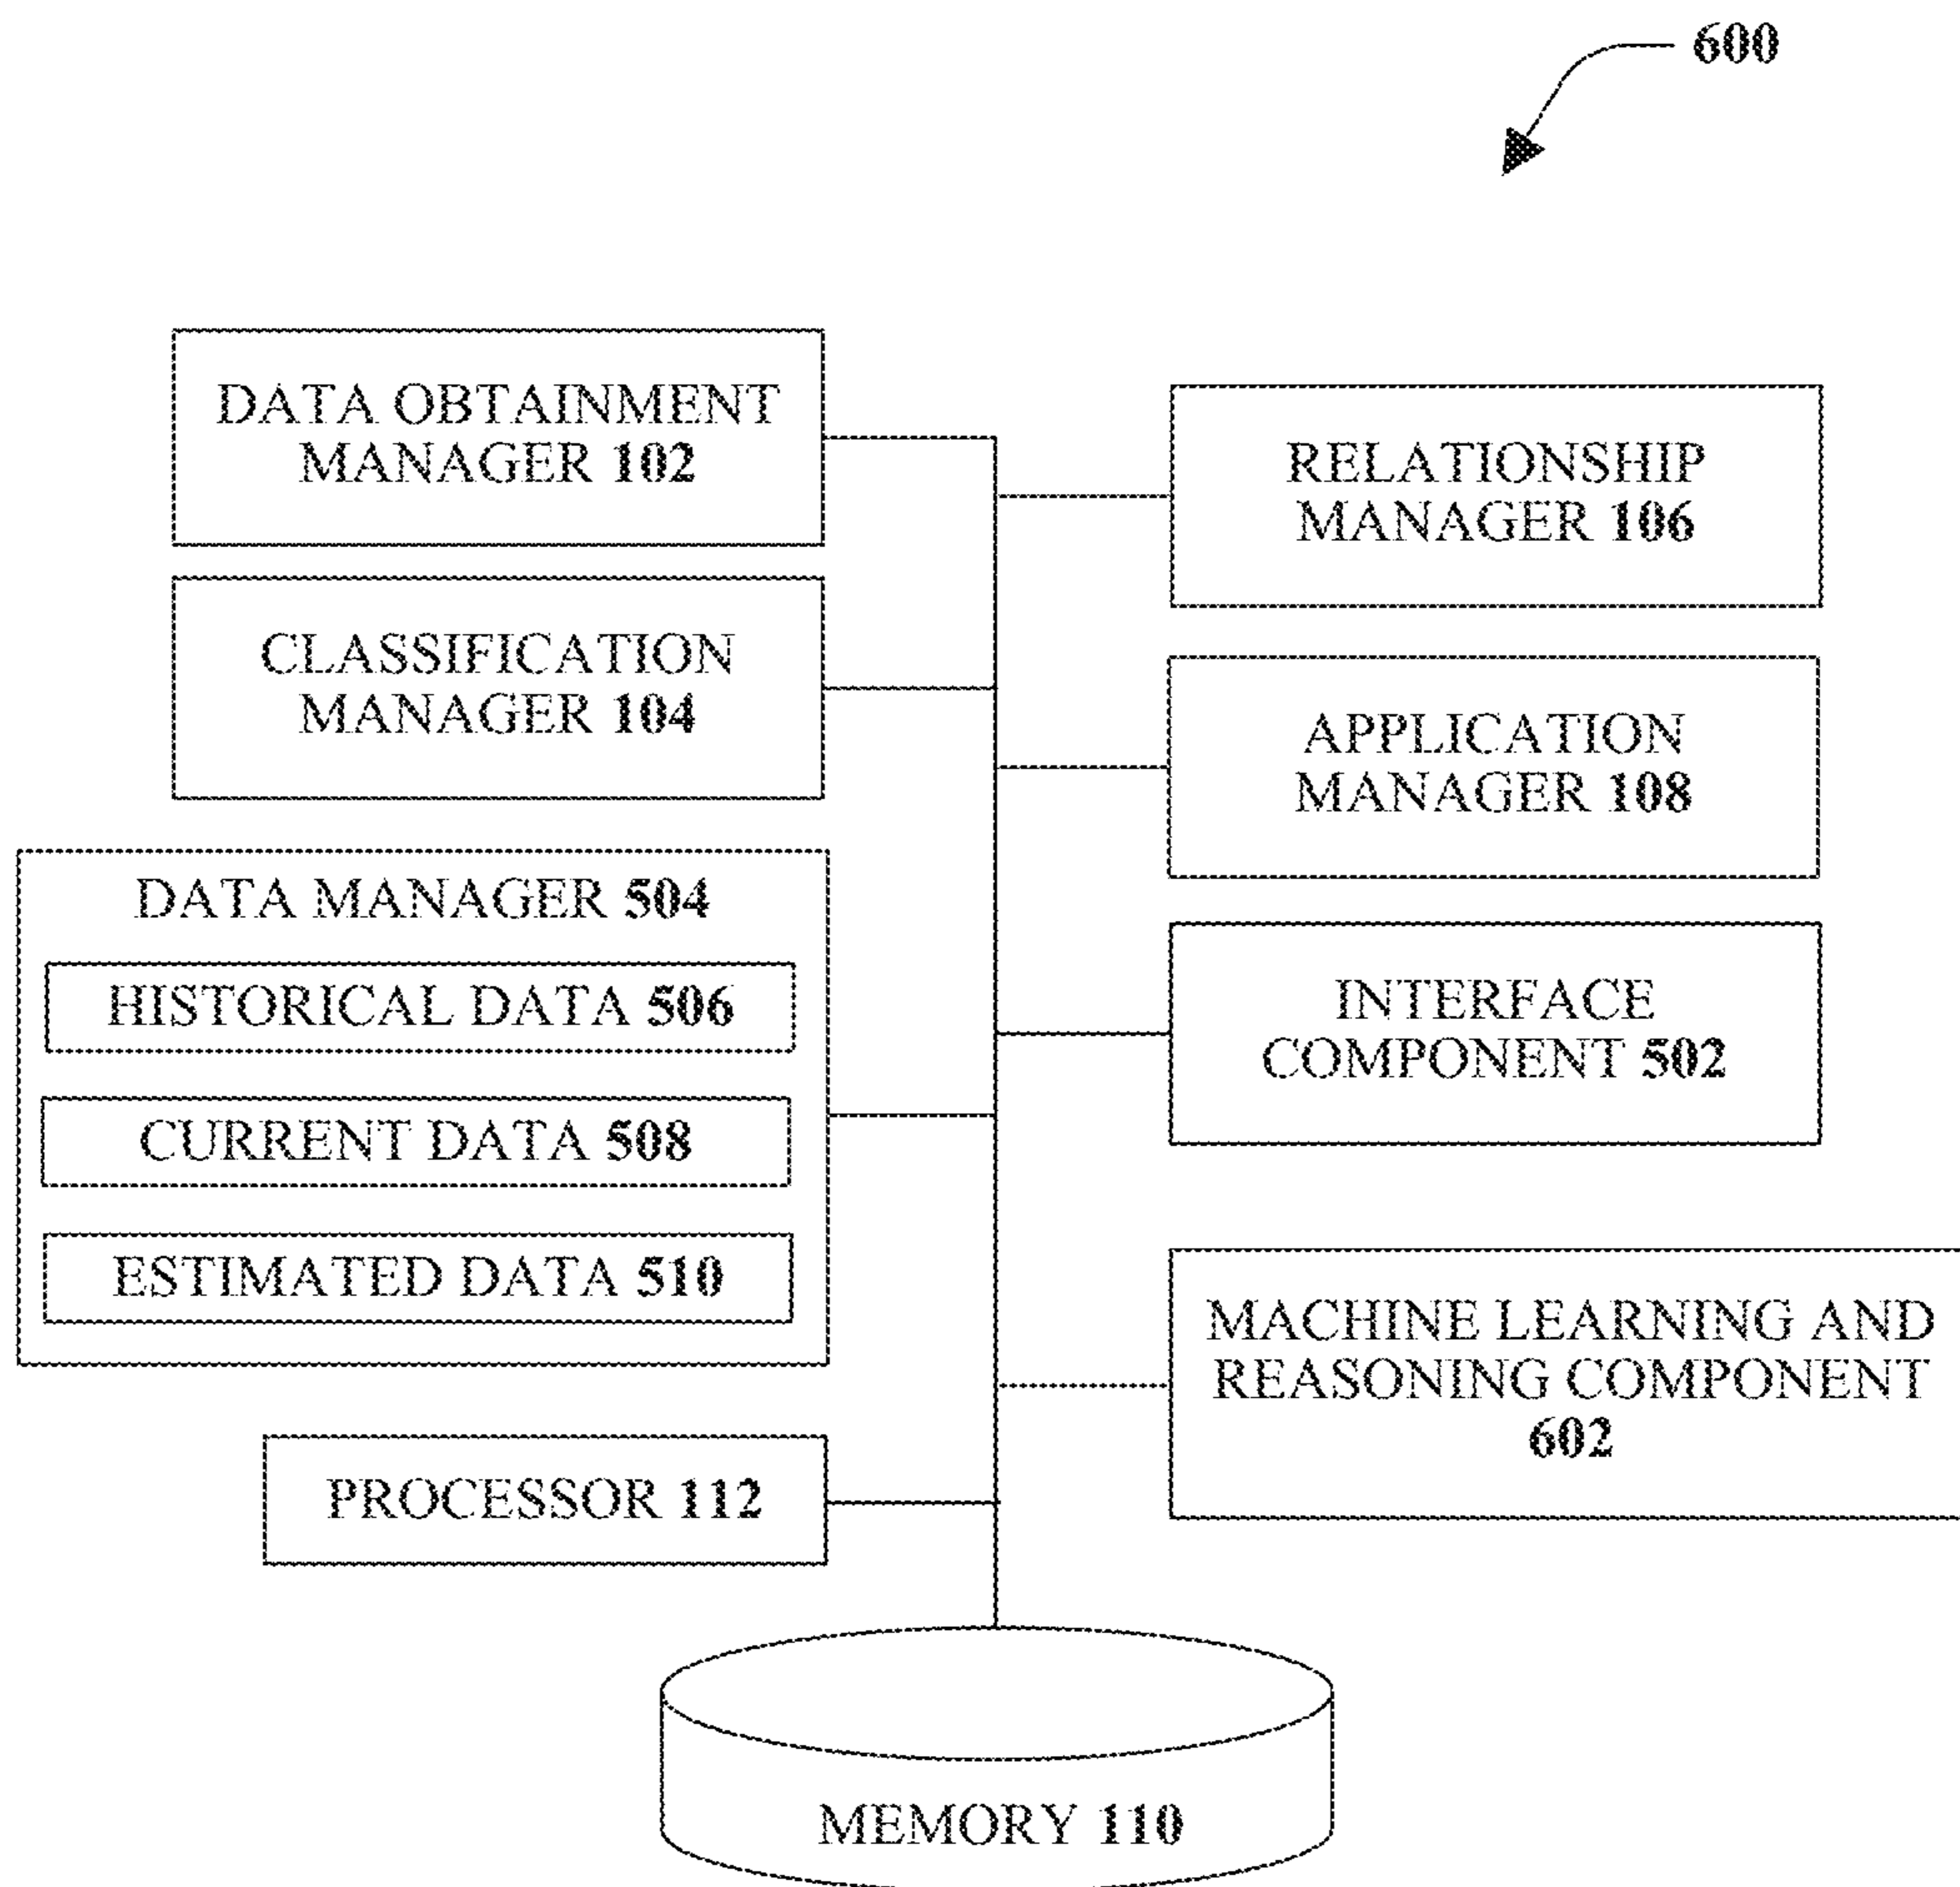 600
DATA OBTAINMENT
MANAGER 102
RELATIONSHIP
MANAGER 106
CLASSIFICATION
MANAGER 104
APPLICATION
MANAGER 108
DATA MANAGER 504
HISTORICAL DATA 506
CURRENT DATA 508
ESTIMATED DATA 510
INTERFACE
COMPONENT 502
MACHINE LEARNING AND
REASONING COMPONENT
602
PROCESSOR 112
MEMORY 110